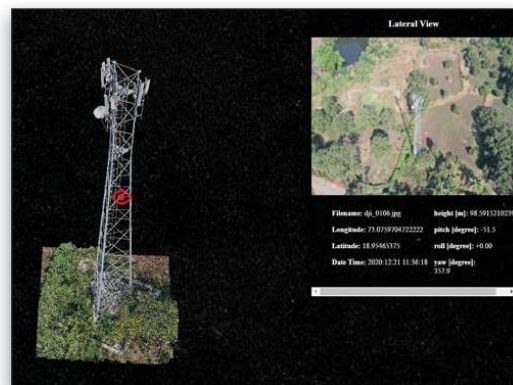 Lateral View
Filename: dji_0106.jpg height [m]: 98.5915210239
Longitude: 73.0759704722222 pitch [degree]: -51.5
Latitude: 18.95465375 roll [degree]: +0.00
Date Time: 2020:12:21 11:36:18 yaw [degree]:
357.9